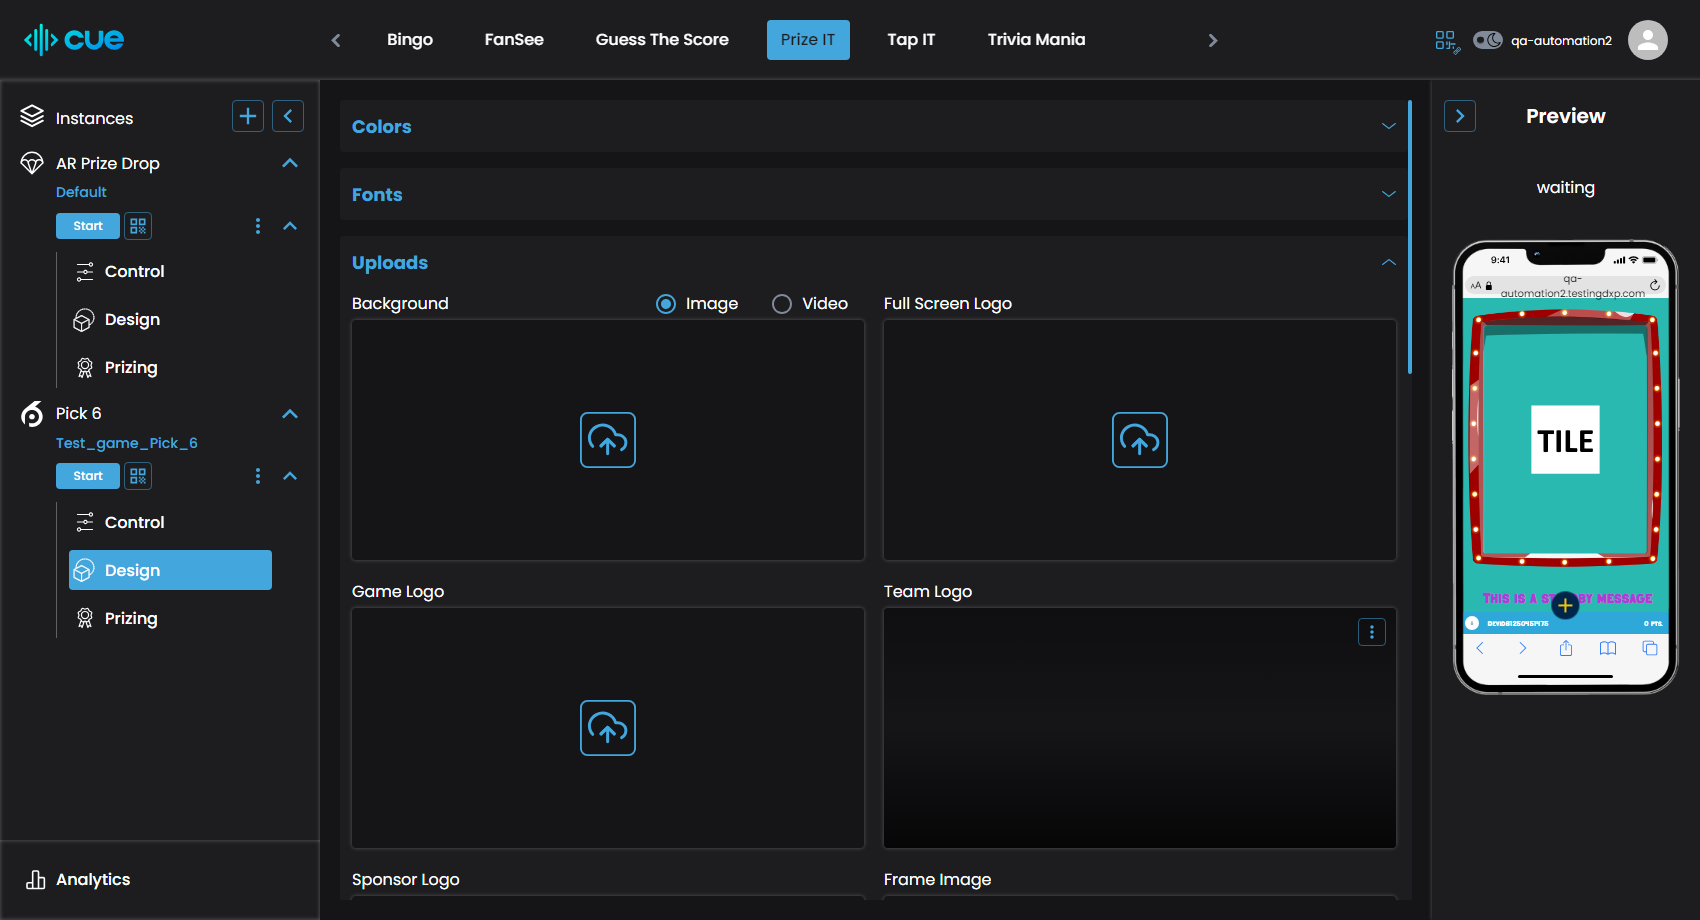 cue
Bingo
FanSee
Guess The Score
Prize IT
Tap IT
Trivia Mania
qa-automation2
Instances
AR Prize Drop
Default
Start
Control
Design
Prizing
Pick 6
Test_game_Pick_6
Start
Control
Design
Prizing
Analytics
Colors
Fonts
Uploads
Background
Image
Video
Full Screen Logo
Game Logo
Team Logo
Sponsor Logo
Frame Image
Preview
waiting
9:41
AA
qa-
automation2.testingdxp.com
TILE
THIS IS A ST BY MESSAGE
0 PTS.